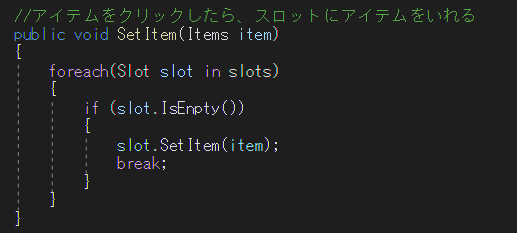 //アイテムをクリックしたら、スロットにアイテムをいれる
public void SetItem(Items item)
{
foreach(Slot slot in slots)
{
if (slot.IsEnpty())
{
slot.SetItem(item);
break;
}
}
}